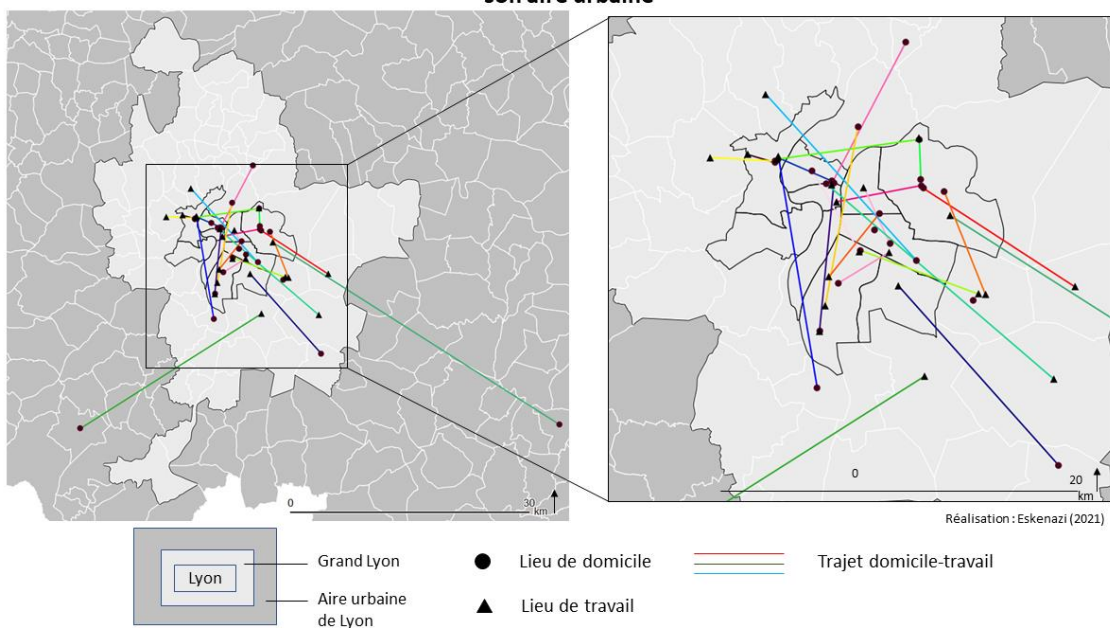 son aire urbaine
0
30
km
0
20
km
Réalisation : Eskenazi (2021)
Lyon
Grand Lyon
Aire urbaine
de Lyon
Lieu de domicile
Lieu de travail
Trajet domicile-travail